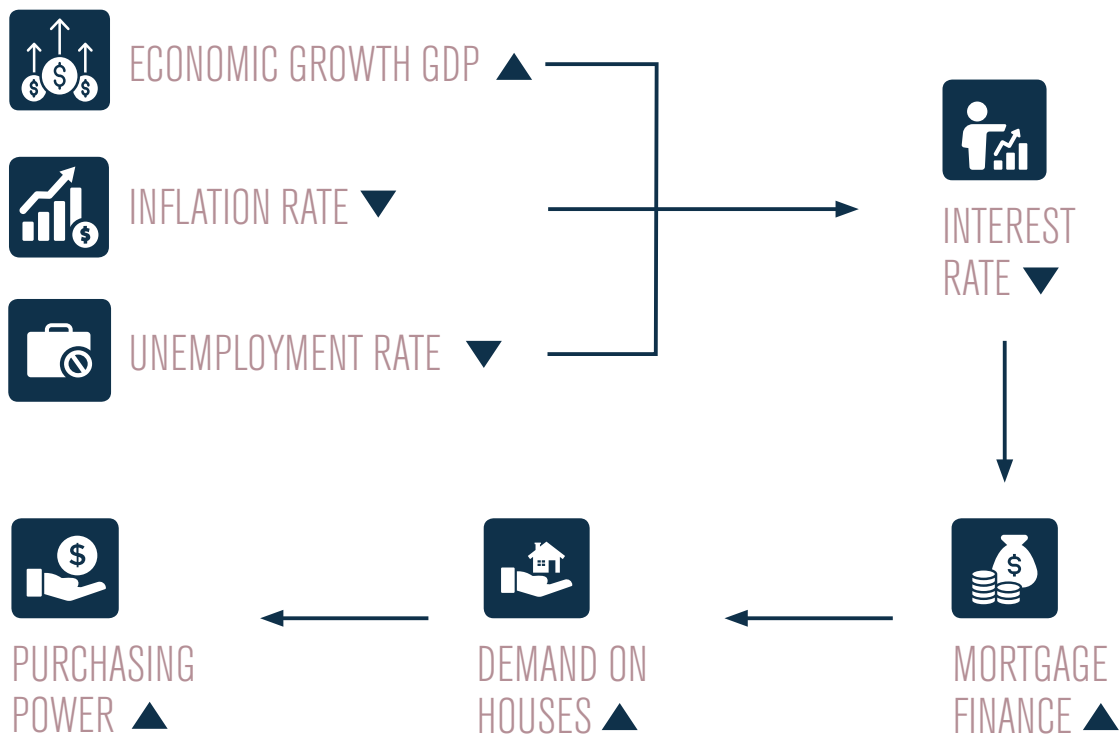 ECONOMIC GROWTH GDP
INFLATION RATE
UNEMPLOYMENT RATE
INTEREST
RATE
PURCHASING
POWER
DEMAND ON
HOUSES
MORTGAGE
FINANCE